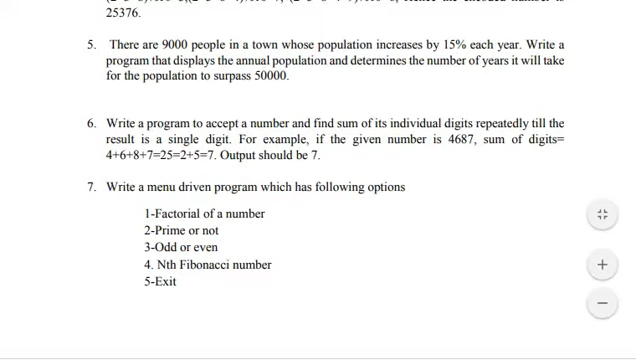 25376.
5. There are 9000 people in a town whose population increases by 15% each year. Write a
program that displays the annual population and determines the number of years it will take
for the population to surpass 50000.
6. Write a program to accept a number and find sum of its individual digits repeatedly till the
result is a single digit. For example, if the given number is 4687, sum of digits=
4+6+8+7=25=2+5=7. Output should be 7.
7. Write a menu driven program which has following options
1-Factorial of a number
2-Prime or not
3-Odd or even
4. Nth Fibonacci number
5-Exit